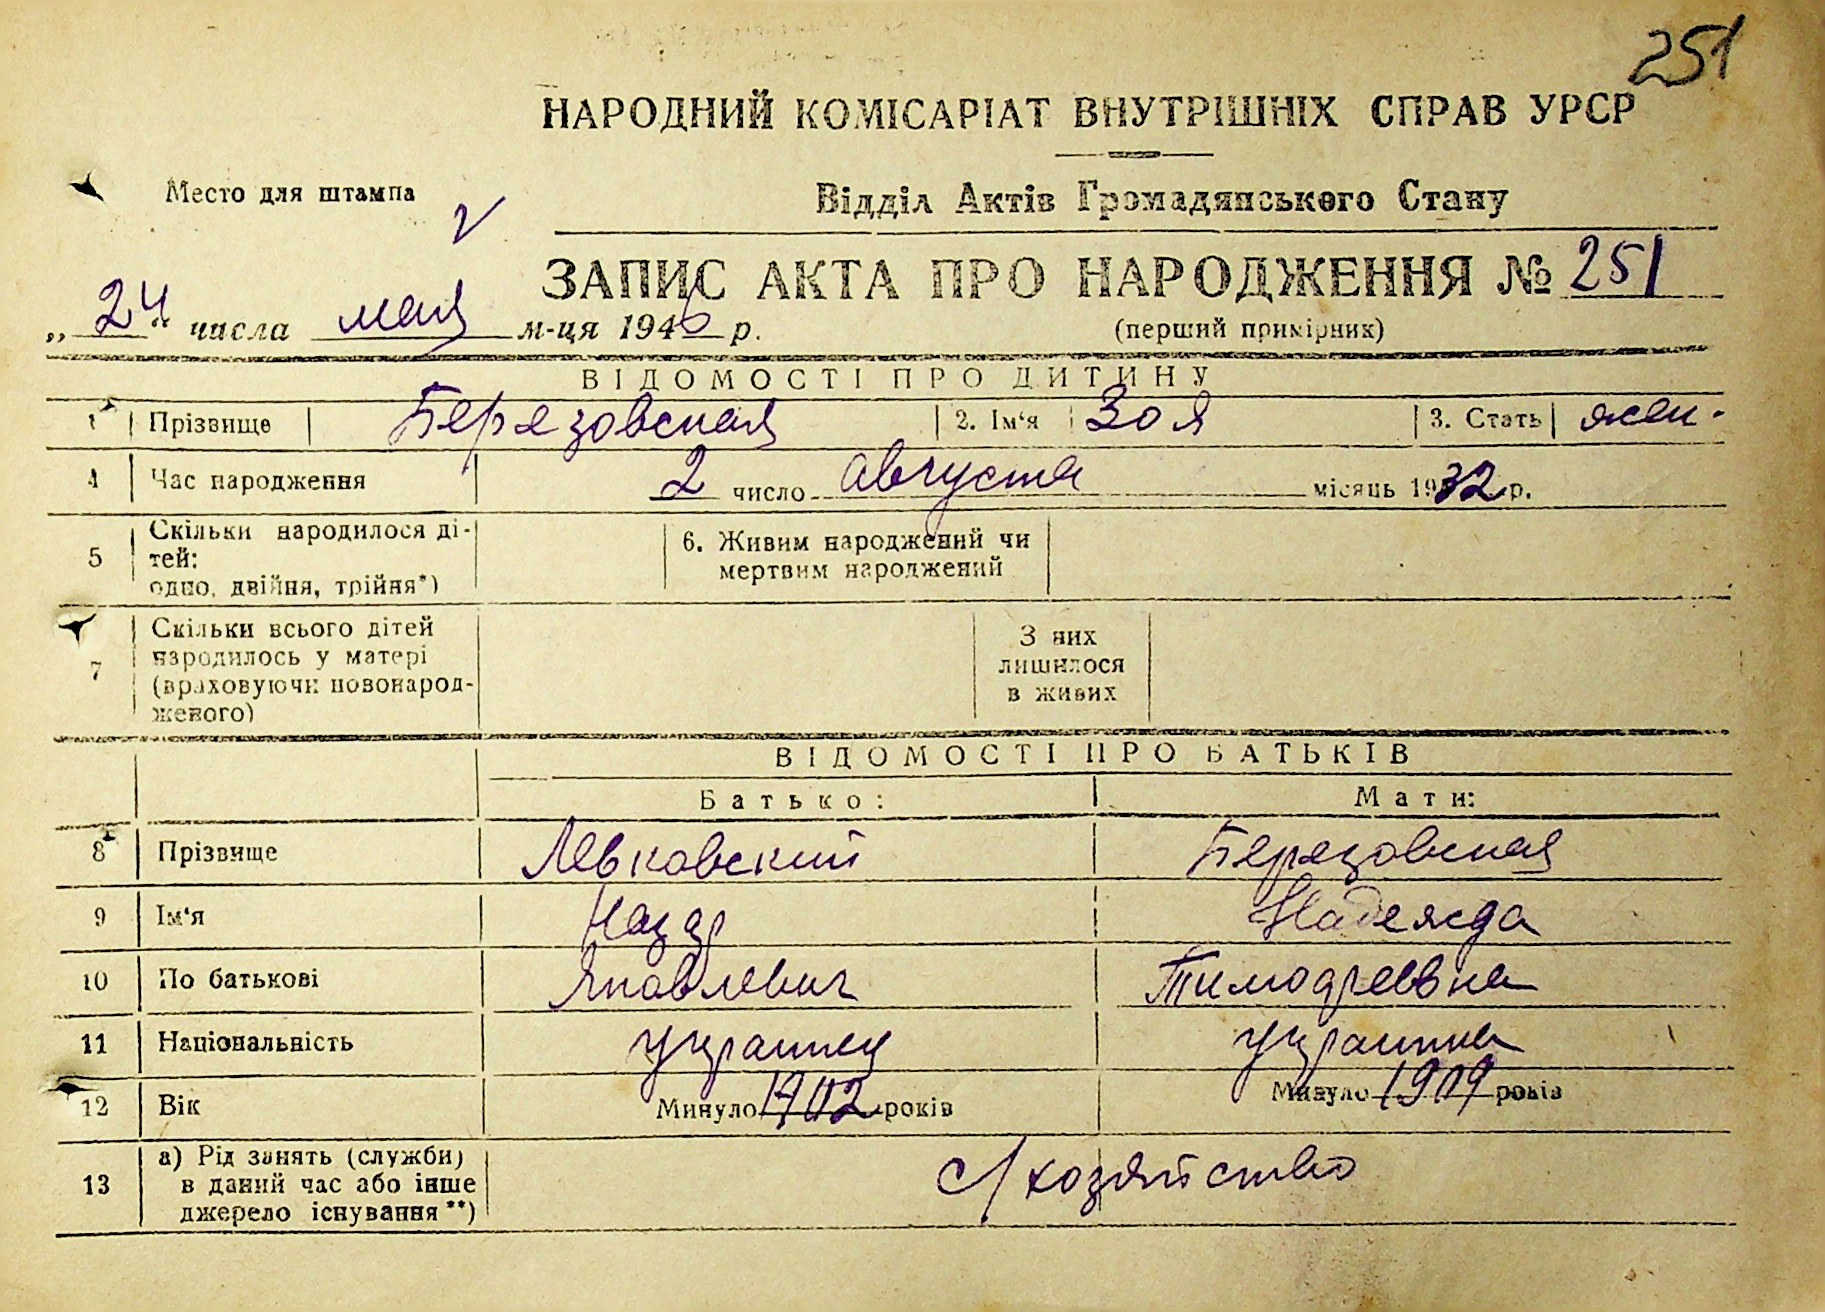 251
НАРОДНИЙ КОМІСАРІАТ ВНУТРІШНІХ СПРАВ УРСР
Место для штампа
Відділ Актів Громадянського Стану
ЗАПИС АКТА ПРО НАРОДЖЕННЯ № 251
„24“ числа мая м-ця 1946 р.
(перший примірник)
ВІДОМОСТІ ПРО ДИТИНУ
1 Прізвище Березовская 2. Ім‘я Зоя 3. Стать жен.
4 Час народження 2 число августа місяць 1932 р.
5 Скільки народилося ді-
тей:
одно, двійня, трійня*)
6. Живим народжений чи
мертвим народжений
7 Скільки всього дітей
народилось у матері
(враховуючи новонарод-
женого)
З них
лишилося
в живих
ВІДОМОСТІ ПРО БАТЬКІВ
Батько: Мати:
8 Прізвище Левковский Березовская
9 Ім‘я Назар Надежда
10 По батькові Яковлевич
11 Національність украинец украинка
12 Вік Минуло 1902 років Минуло 1909 років
13 а) Рід занять (служби)
в даний час або інше
джерело існування**)
с/хозяйство